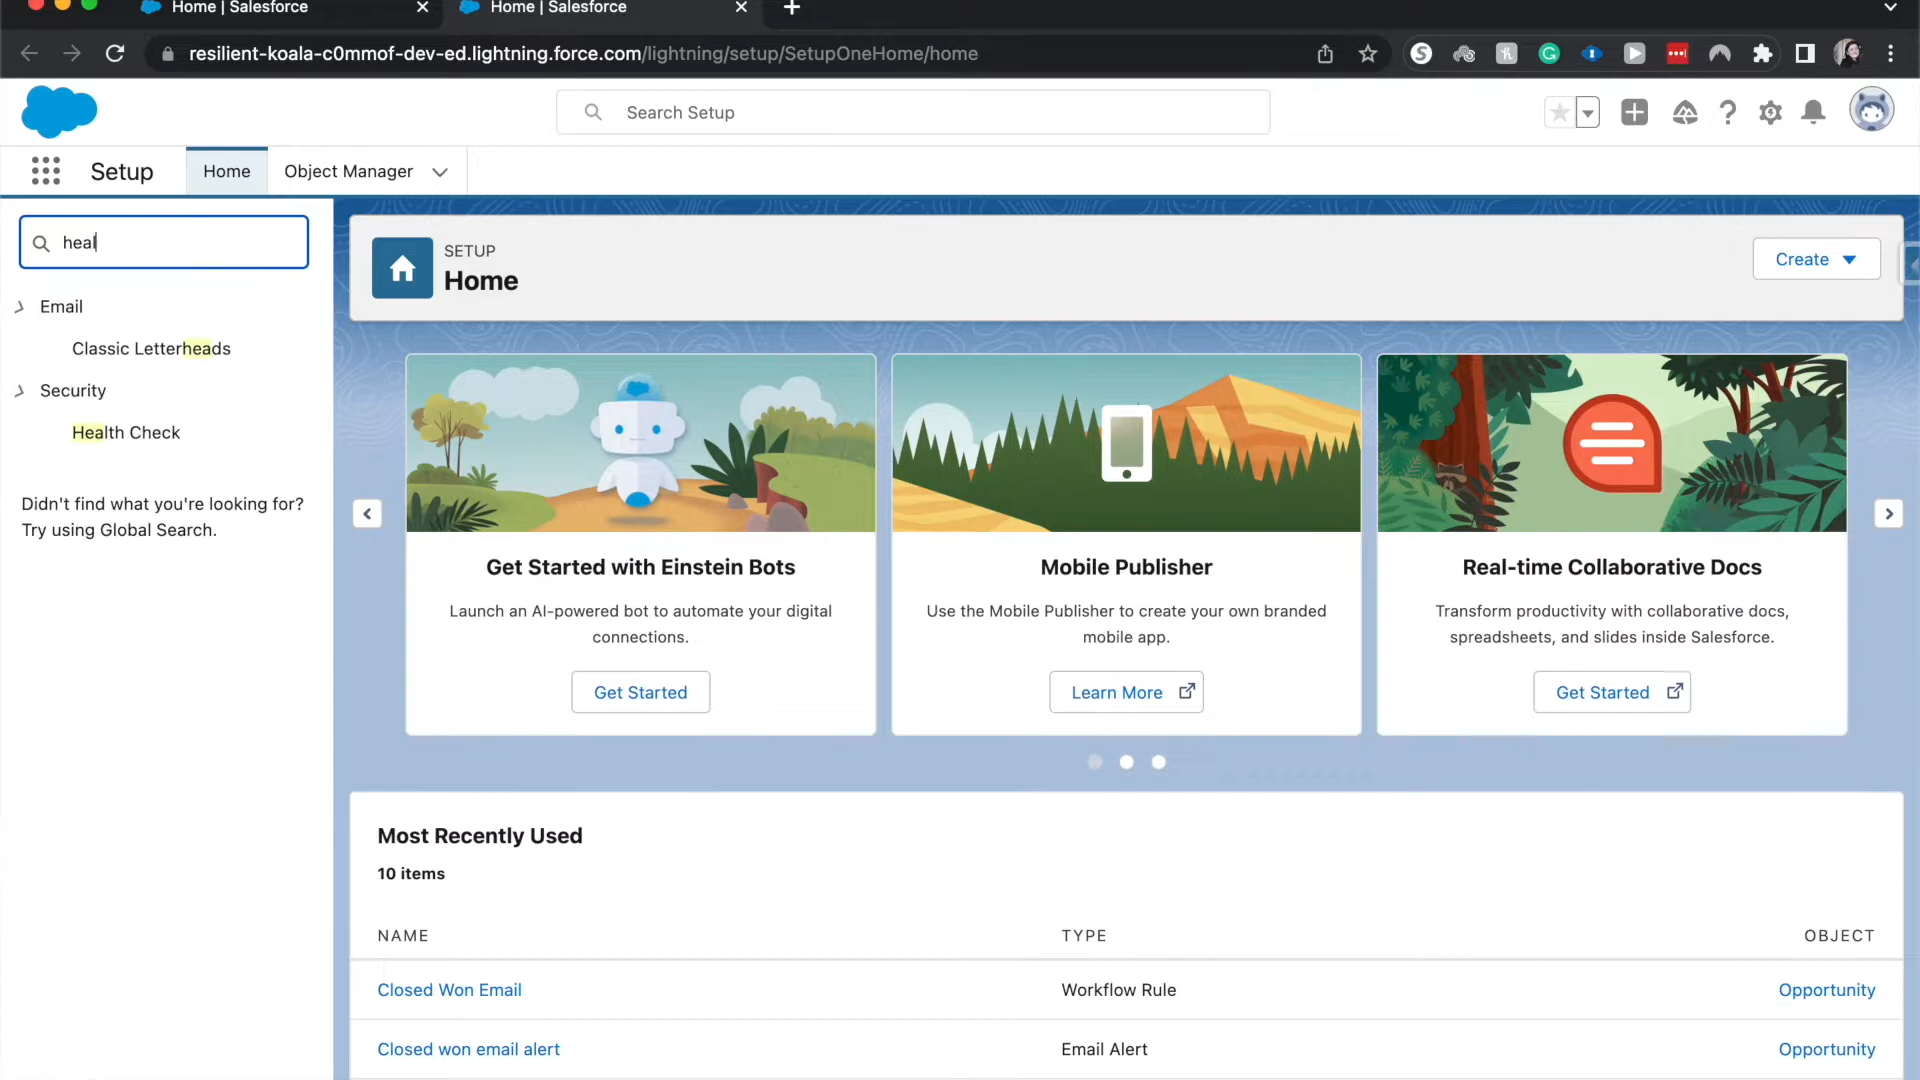 Home | Salesforce
Home | Salesforce
resilient-koala-c0mmof-dev-ed.lightning.force.com/lightning/setup/SetupOneHome/home
Search Setup
Setup
Home
Object Manager
heal
Email
Classic Letterheads
Security
Health Check
Didn't find what you're looking for?
Try using Global Search.
SETUP
Home
Create
Get Started with Einstein Bots
Launch an AI-powered bot to automate your digital
connections.
Get Started
Mobile Publisher
Use the Mobile Publisher to create your own branded
mobile app.
Learn More
Real-time Collaborative Docs
Transform productivity with collaborative docs,
spreadsheets, and slides inside Salesforce.
Get Started
Most Recently Used
10 items
NAME TYPE OBJECT
Closed Won Email Workflow Rule Opportunity
Closed won email alert Email Alert Opportunity